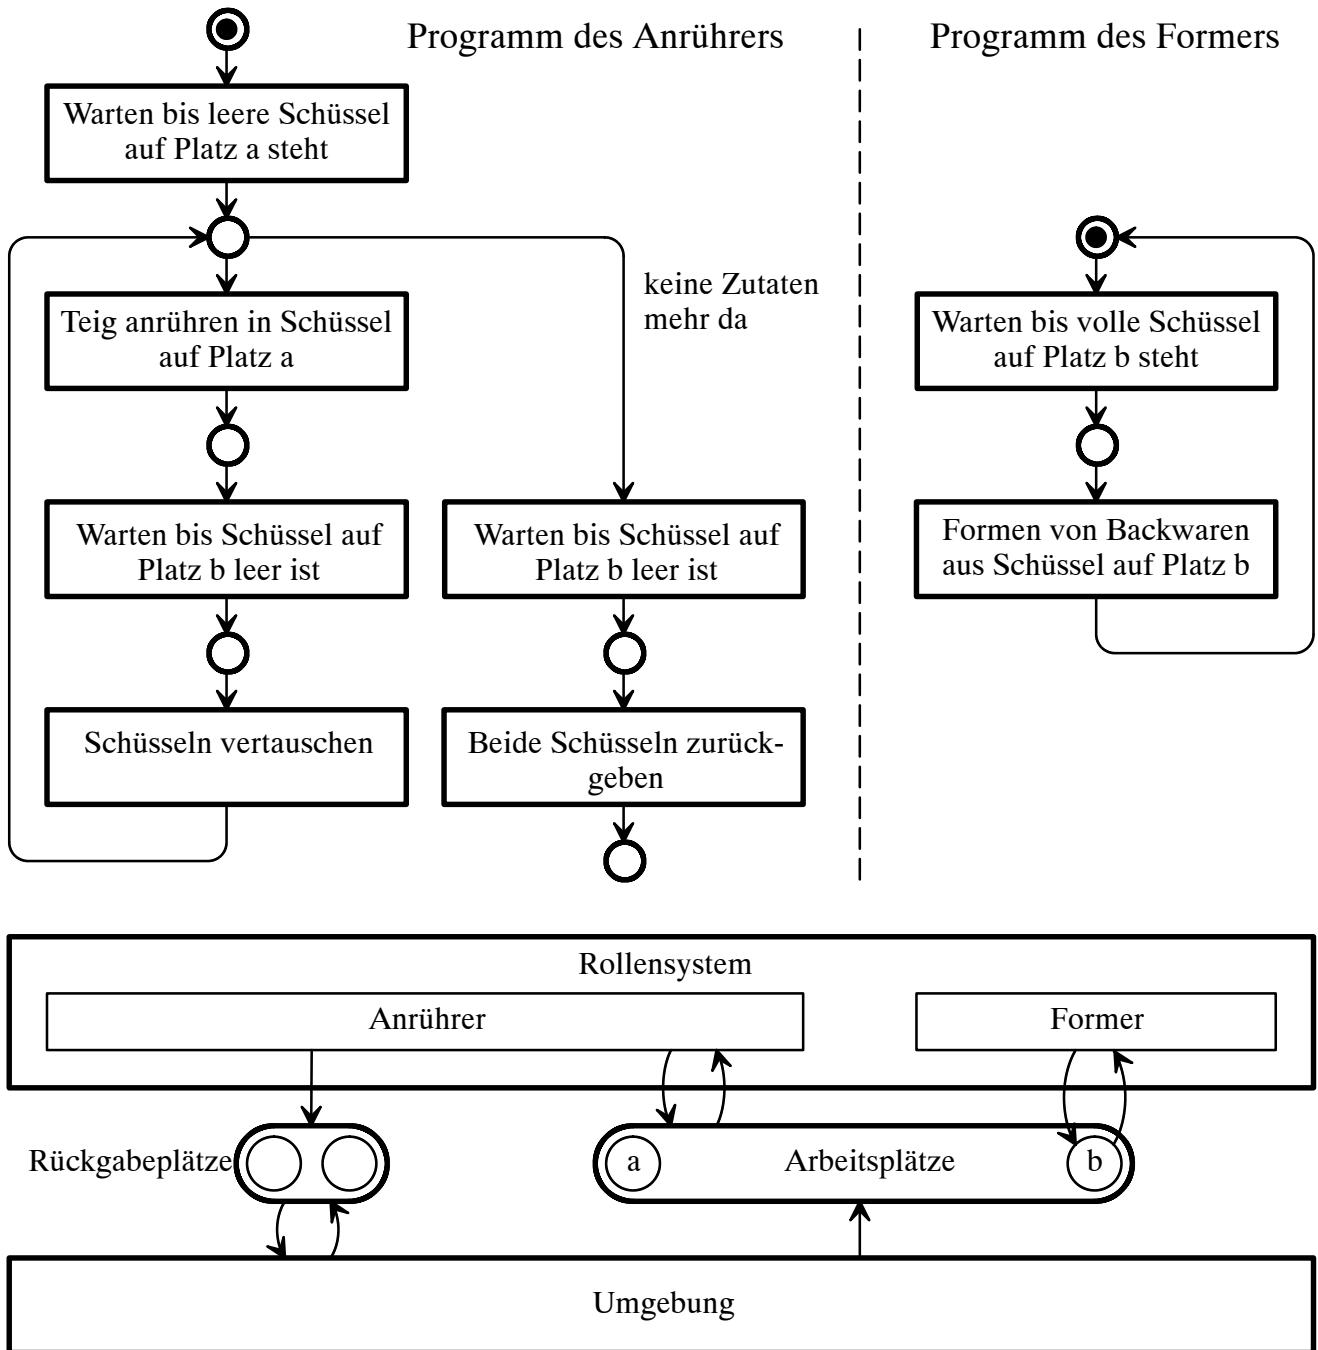 Programm des Anrührers
Programm des Formers
Warten bis leere Schüssel
auf Platz a steht
keine Zutaten
mehr da
Teig anrühren in Schüssel
auf Platz a
Warten bis volle Schüssel
auf Platz b steht
Warten bis Schüssel auf
Platz b leer ist
Warten bis Schüssel auf
Platz b leer ist
Formen von Backwaren
aus Schüssel auf Platz b
Schüsseln vertauschen
Beide Schüsseln zurück-
geben
Rollensystem
Anrührer
Former
Rückgabeplätze
a
Arbeitsplätze
b
Umgebung